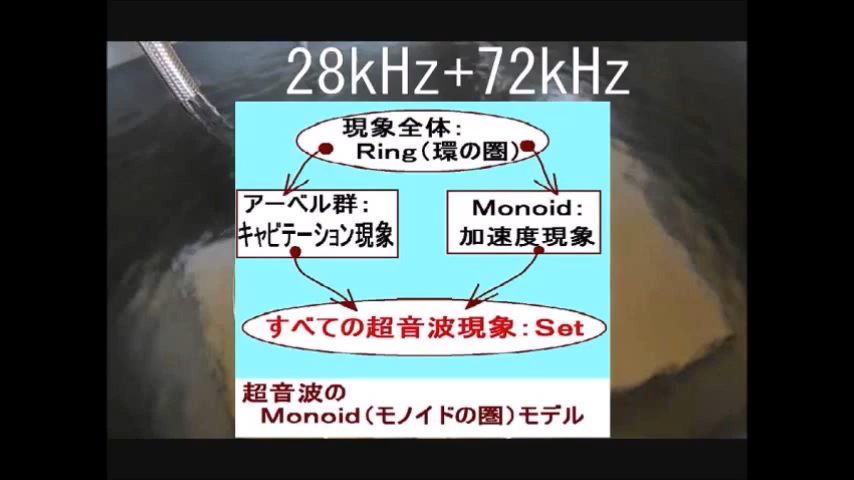 28kHz+72kHz
現象全体:
Ring(環の圏)
アーベル群:
キャビテーション現象
Monoid:
加速度現象
すべての超音波現象:Set
超音波の
Monoid(モノイドの圏)モデル